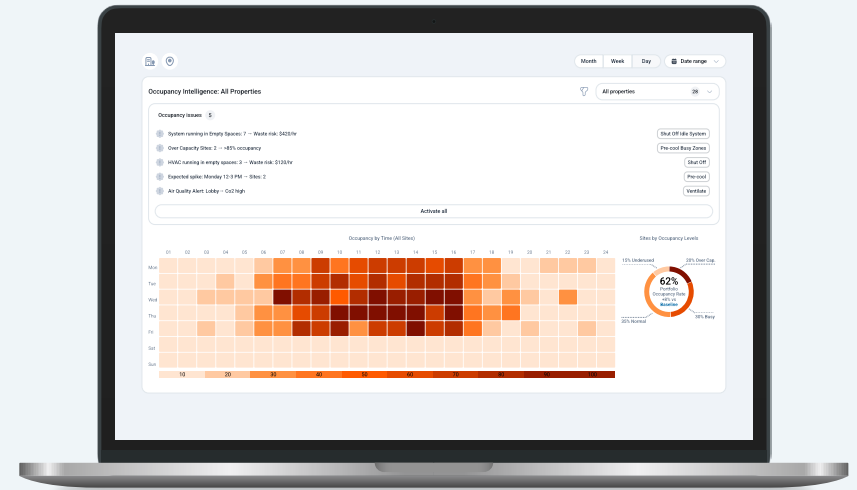 Month Week Day Date range
Occupancy Intelligence: All Properties
All properties 28
Occupancy issues 5
System running in Empty Spaces: 7 → Waste risk: $420/hr
Shut Off Idle System
Over Capacity Sites: 2 → >85% occupancy
Pre-cool Busy Zones
HVAC running in empty spaces: 3 → Waste risk: $120/hr
Shut Off
Expected spike: Monday 12-3 PM → Sites: 2
Pre-cool
Air Quality Alert: Lobby – Co2 high
Ventilate
Activate all
Occupancy by Time (All Sites)
01 02 03 04 05 06 07 08 09 10 11 12 13 14 15 16 17 18 19 20 21 22 23 24
Mon
Tue
Wed
Thu
Fri
Sat
Sun
10 20 30 40 50 60 70 80 90 100
Sites by Occupancy Levels
20% Over Cap.
62%
Portfolio
Occupancy Rate
Baseline
35% Normal
30% Busy